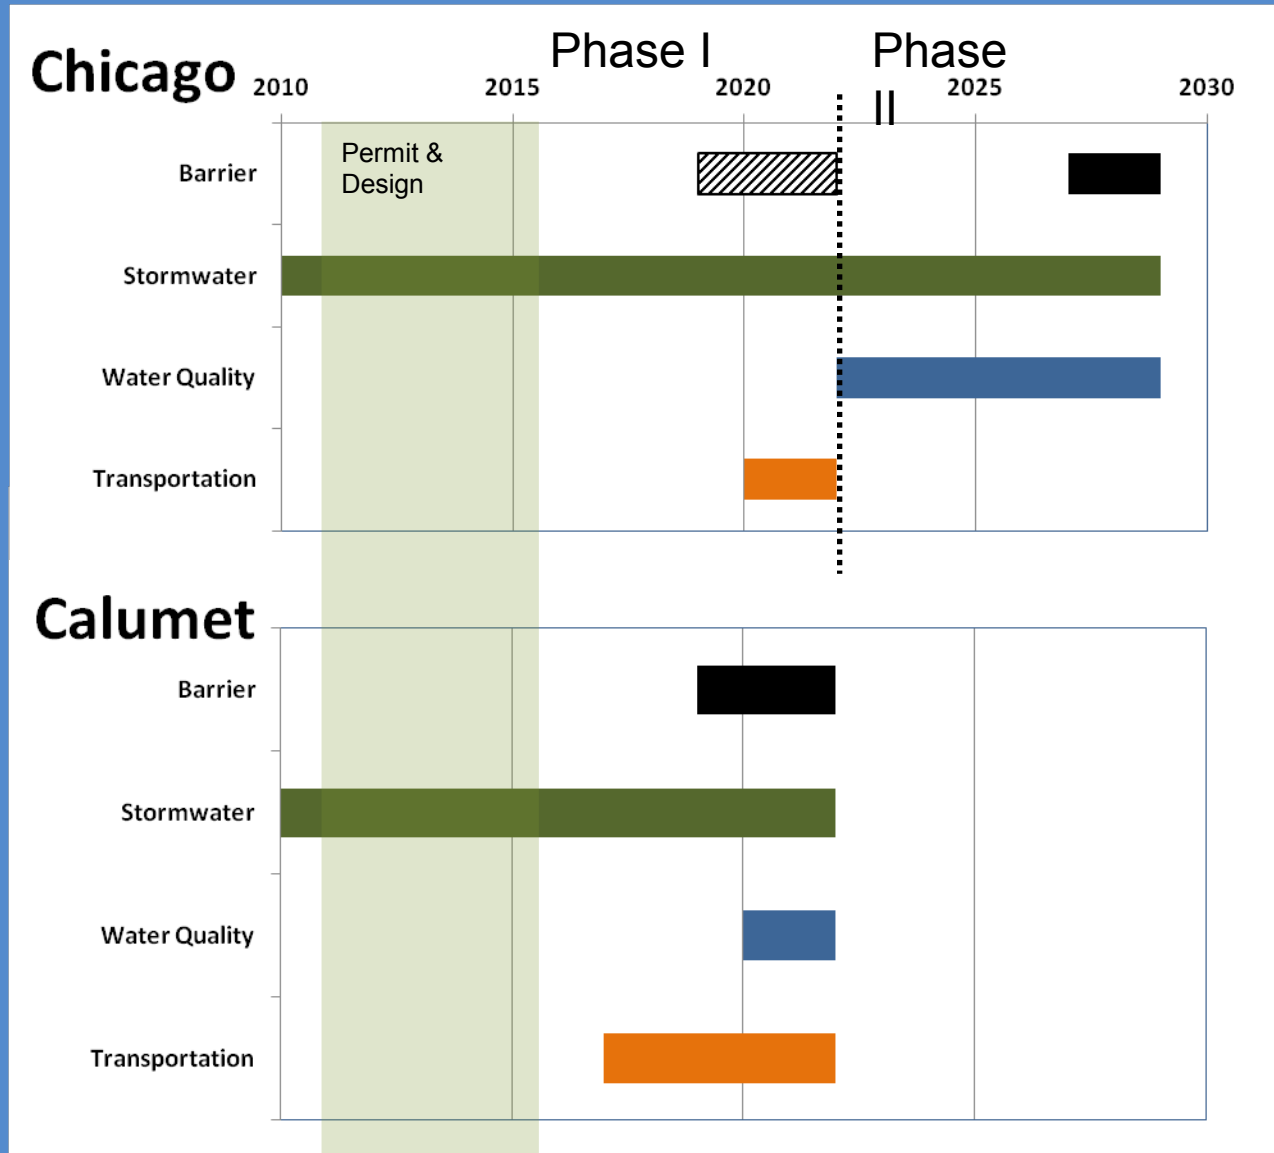 Chicago
Phase I
Phase
II
2010
2015
2020
2025
2030
Permit &
Design
Barrier
Stormwater
Water Quality
Transportation
Calumet
Barrier
Stormwater
Water Quality
Transportation